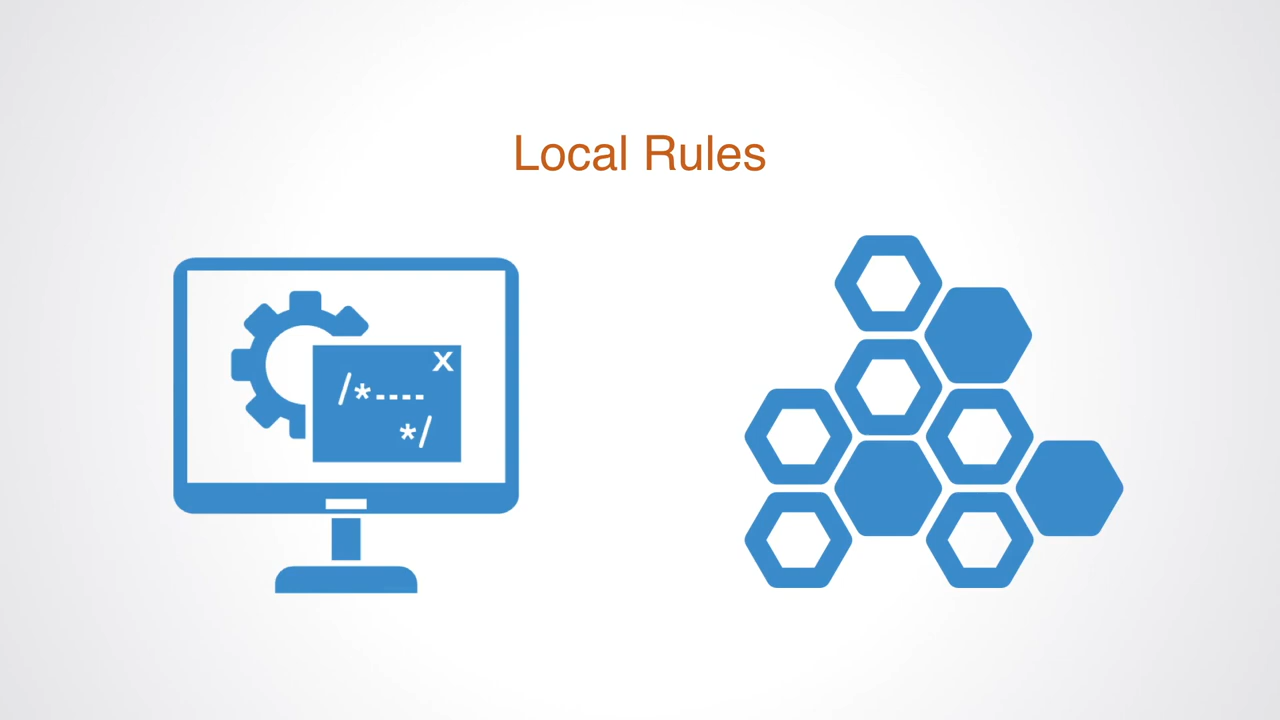 Local Rules
X
/*----
*/